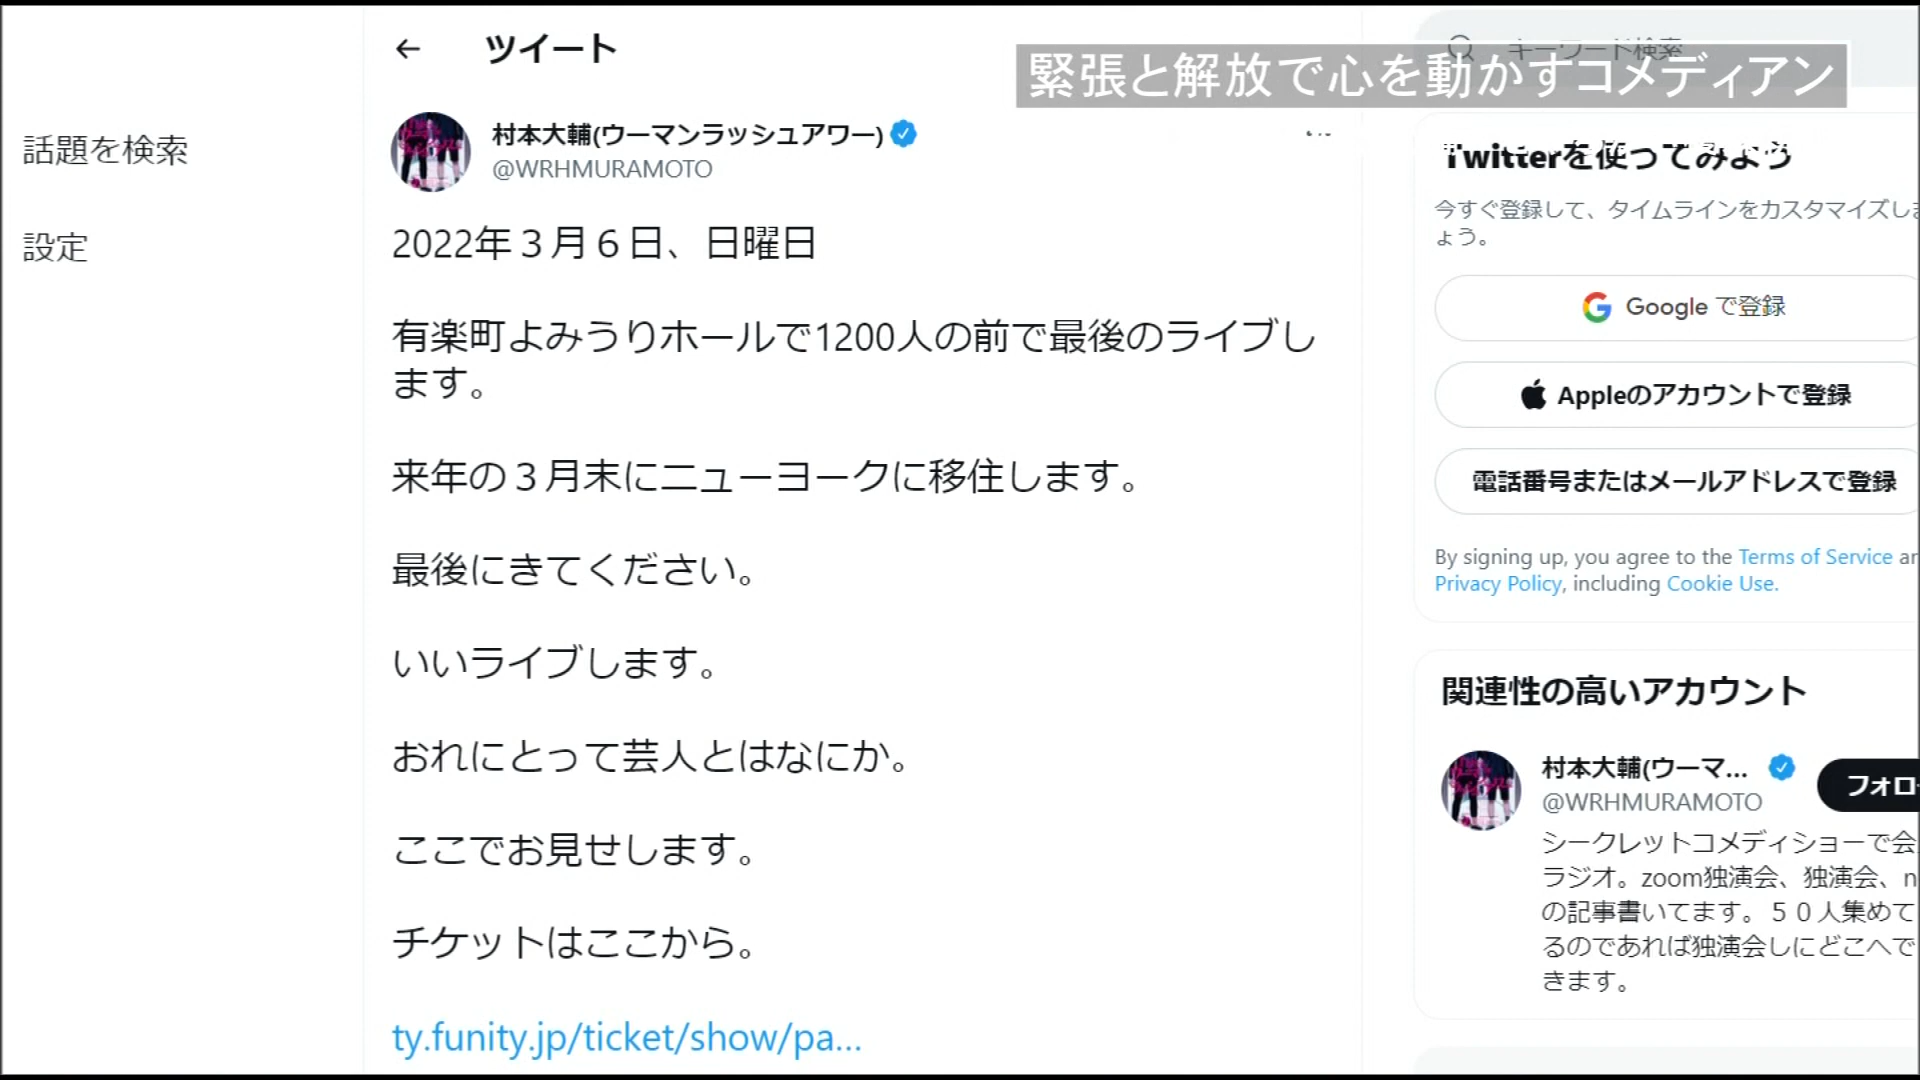 話題を検索
設定
ツイート
村本大輔(ウーマンラッシュアワー)
@WRHMURAMOTO
2022年３月６日、日曜日
有楽町よみうりホールで1200人の前で最後のライブし
ます。
来年の３月末にニューヨークに移住します。
最後にきてください。
いいライブします。
おれにとって芸人とはなにか。
ここでお見せします。
チケットはここから。
ty.funity.jp/ticket/show/pa...
キーワード検索
緊張と解放で心を動かすコメディアン
Twitterを使ってみよう
今すぐ登録して、タイムラインをカスタマイズしま
ょう。
Google で登録
Appleのアカウントで登録
電話番号またはメールアドレスで登録
By signing up, you agree to the Terms of Service ar
Privacy Policy, including Cookie Use.
関連性の高いアカウント
村本大輔(ウーマ...
@WRHMURAMOTO
フォロー
シークレットコメディショーで会
ラジオ。zoom独演会、独演会、n
の記事書いてます。５０人集めて
るのであれば独演会しにどこへで
きます。